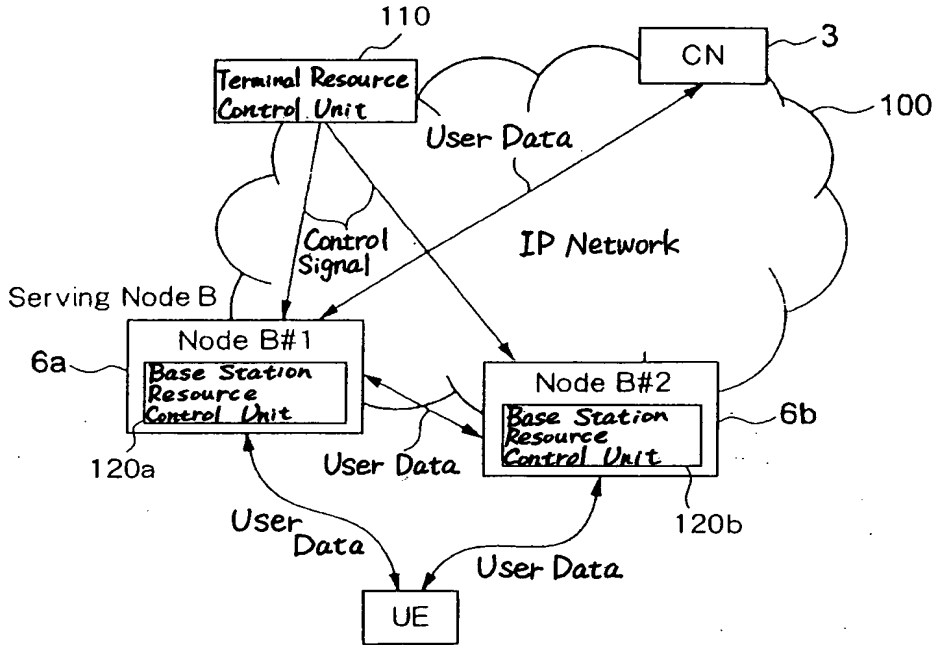 110
Terminal Resource
Control Unit
CN
3
100
User Data
Control
Signal
IP Network
Serving Node B
Node B#1
6a
Base Station
Resource
Control Unit
120a
Node B#2
6b
Base Station
Resource
Control Unit
120b
User Data
User
Data
User Data
UE